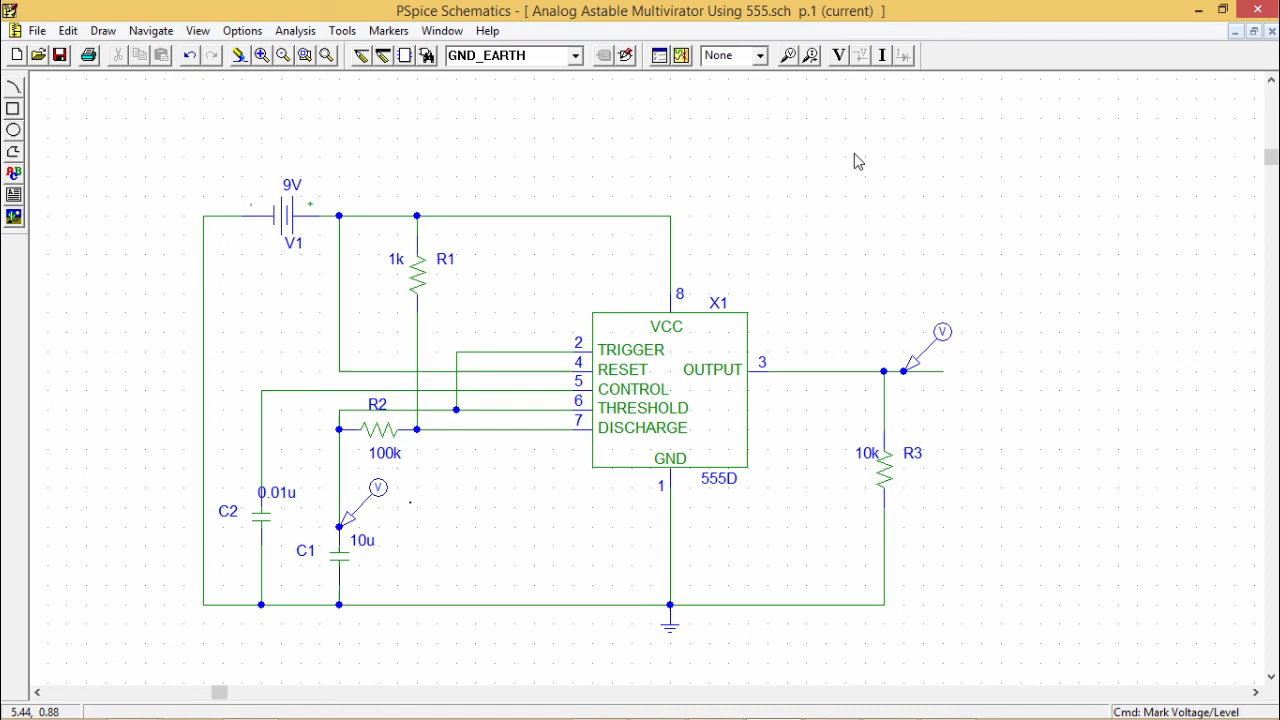 PSpice Schematics - [ Analog Astable Multivirator Using 555.sch  p.1 (current)  ]
File Edit Draw Navigate View Options Analysis Tools Markers Window Help
GND_EARTH None V I
ABC
9V
- +
V1
1k R1
8 X1
VCC
V
2 TRIGGER
4 RESET OUTPUT 3
5 CONTROL
R2 6 THRESHOLD
7 DISCHARGE
100k 10k R3
GND
1 555D
V
0.01u
C2
10u
C1
5.44, 0.88 Cmd: Mark Voltage/Level